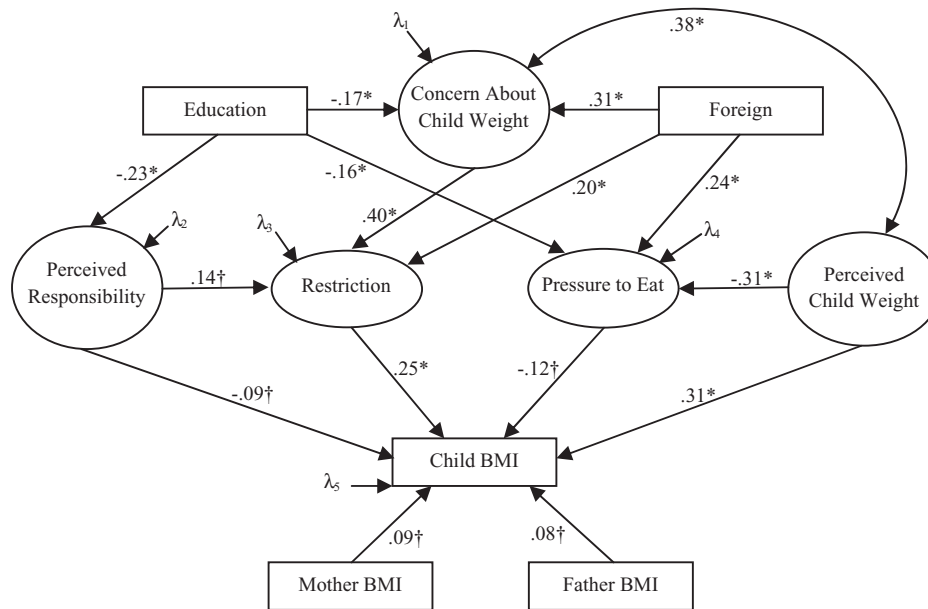 λ1
.38*
Education
-.17*
Concern About
Child Weight
.31*
Foreign
-.23*
-.16*
.20*
.24*
.40*
λ2
λ3
λ4
Perceived
Responsibility
.14†
Restriction
Pressure to Eat
-.31*
Perceived
Child Weight
-.09†
.25*
-.12†
.31*
Child BMI
λ5
.09†
.08†
Mother BMI
Father BMI